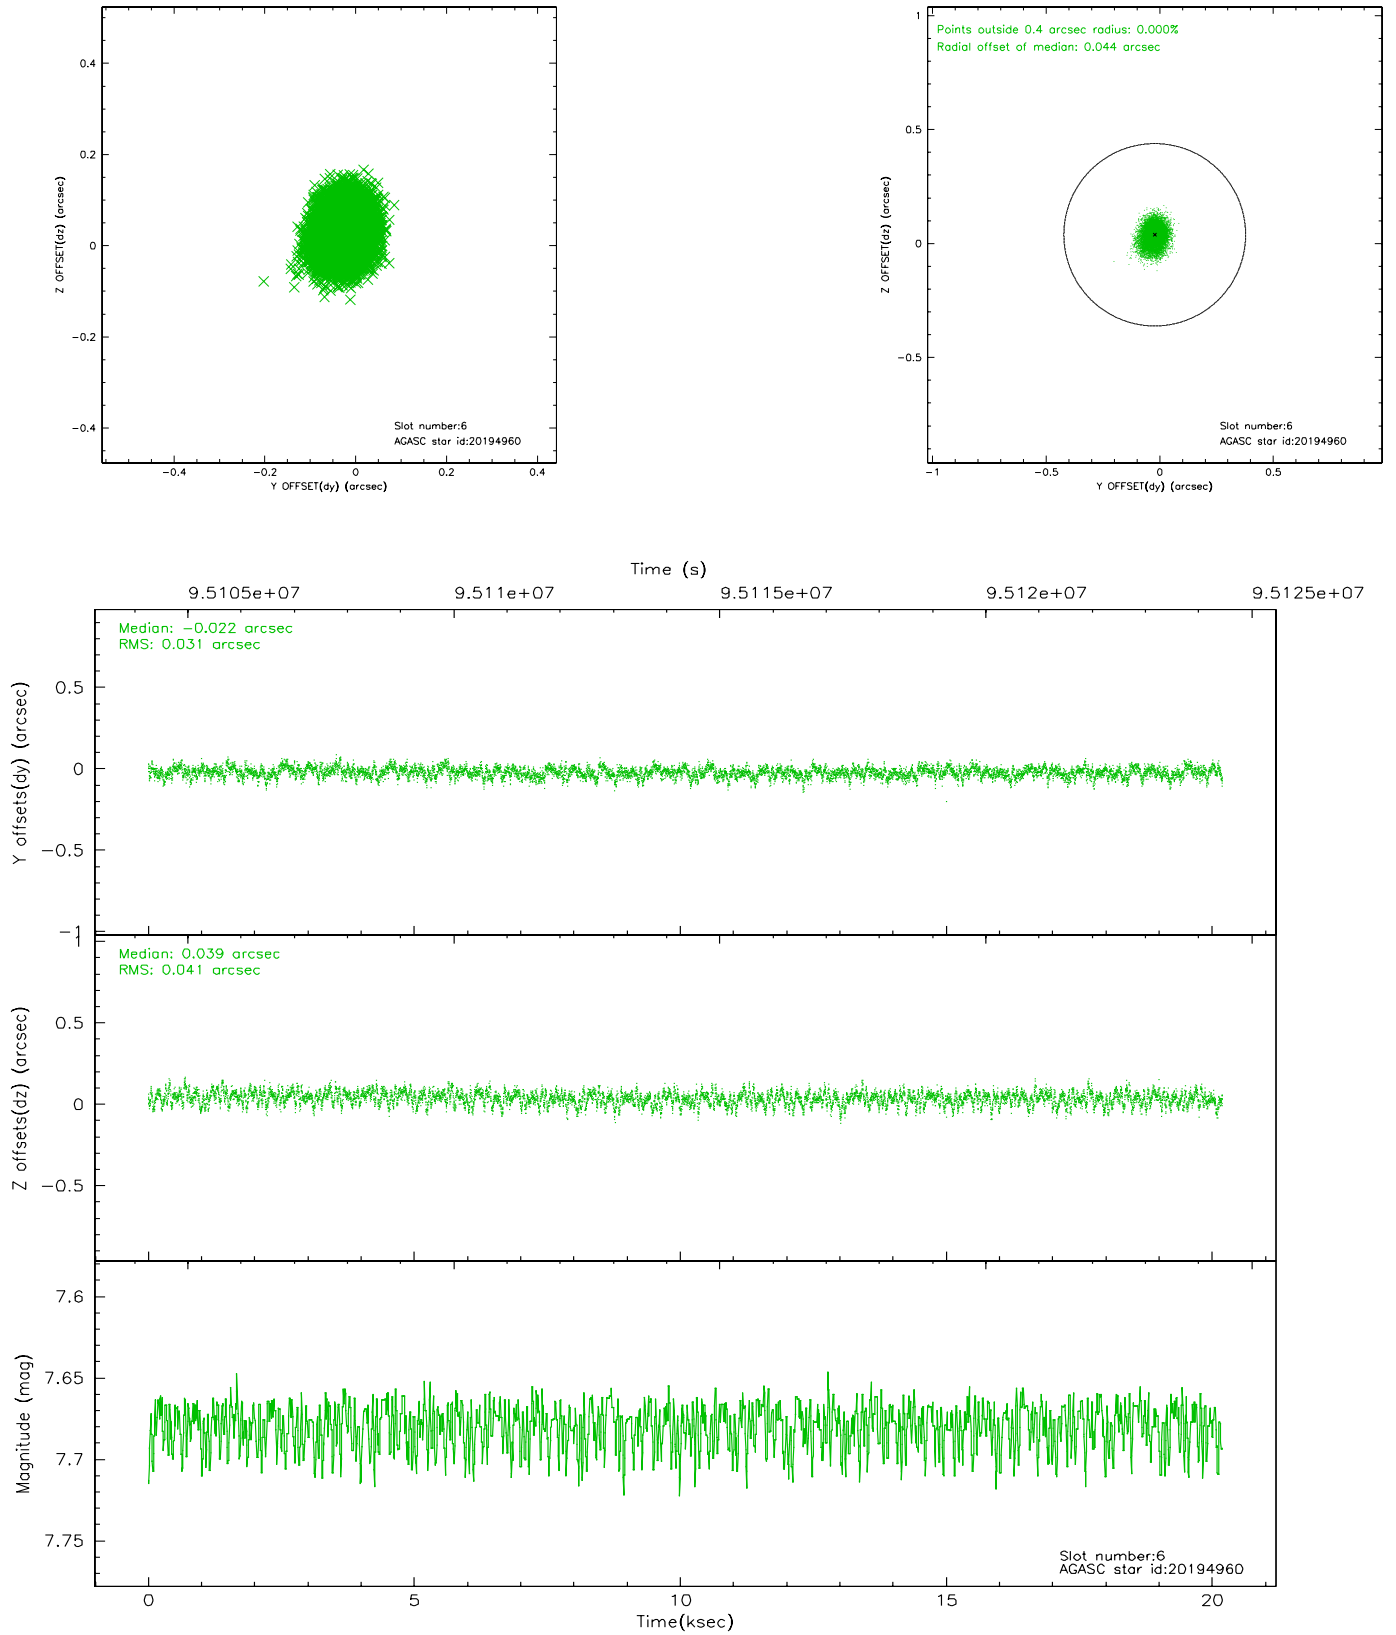 0.4
0.2
0
−0.2
−0.4
Z OFFSET(dz) (arcsec)
Slot number:6
AGASC star id:20194960
−0.4
−0.2
0
0.2
0.4
Y OFFSET(dy) (arcsec)
Points outside 0.4 arcsec radius: 0.000%
Radial offset of median: 0.044 arcsec
1
0.5
0
−0.5
Z OFFSET(dz) (arcsec)
Slot number:6
AGASC star id:20194960
−1
−0.5
0
0.5
Y OFFSET(dy) (arcsec)
Time (s)
9.5105e+07
9.511e+07
9.5115e+07
9.512e+07
9.5125e+07
Median: −0.022 arcsec
RMS: 0.031 arcsec
0.5
0
−0.5
−1
Y offsets(dy) (arcsec)
Median: 0.039 arcsec
RMS: 0.041 arcsec
1
0.5
0
−0.5
Z offsets(dz) (arcsec)
7.6
7.65
7.7
7.75
Magnitude (mag)
Slot number:6
AGASC star id:20194960
0
5
10
15
20
Time(ksec)